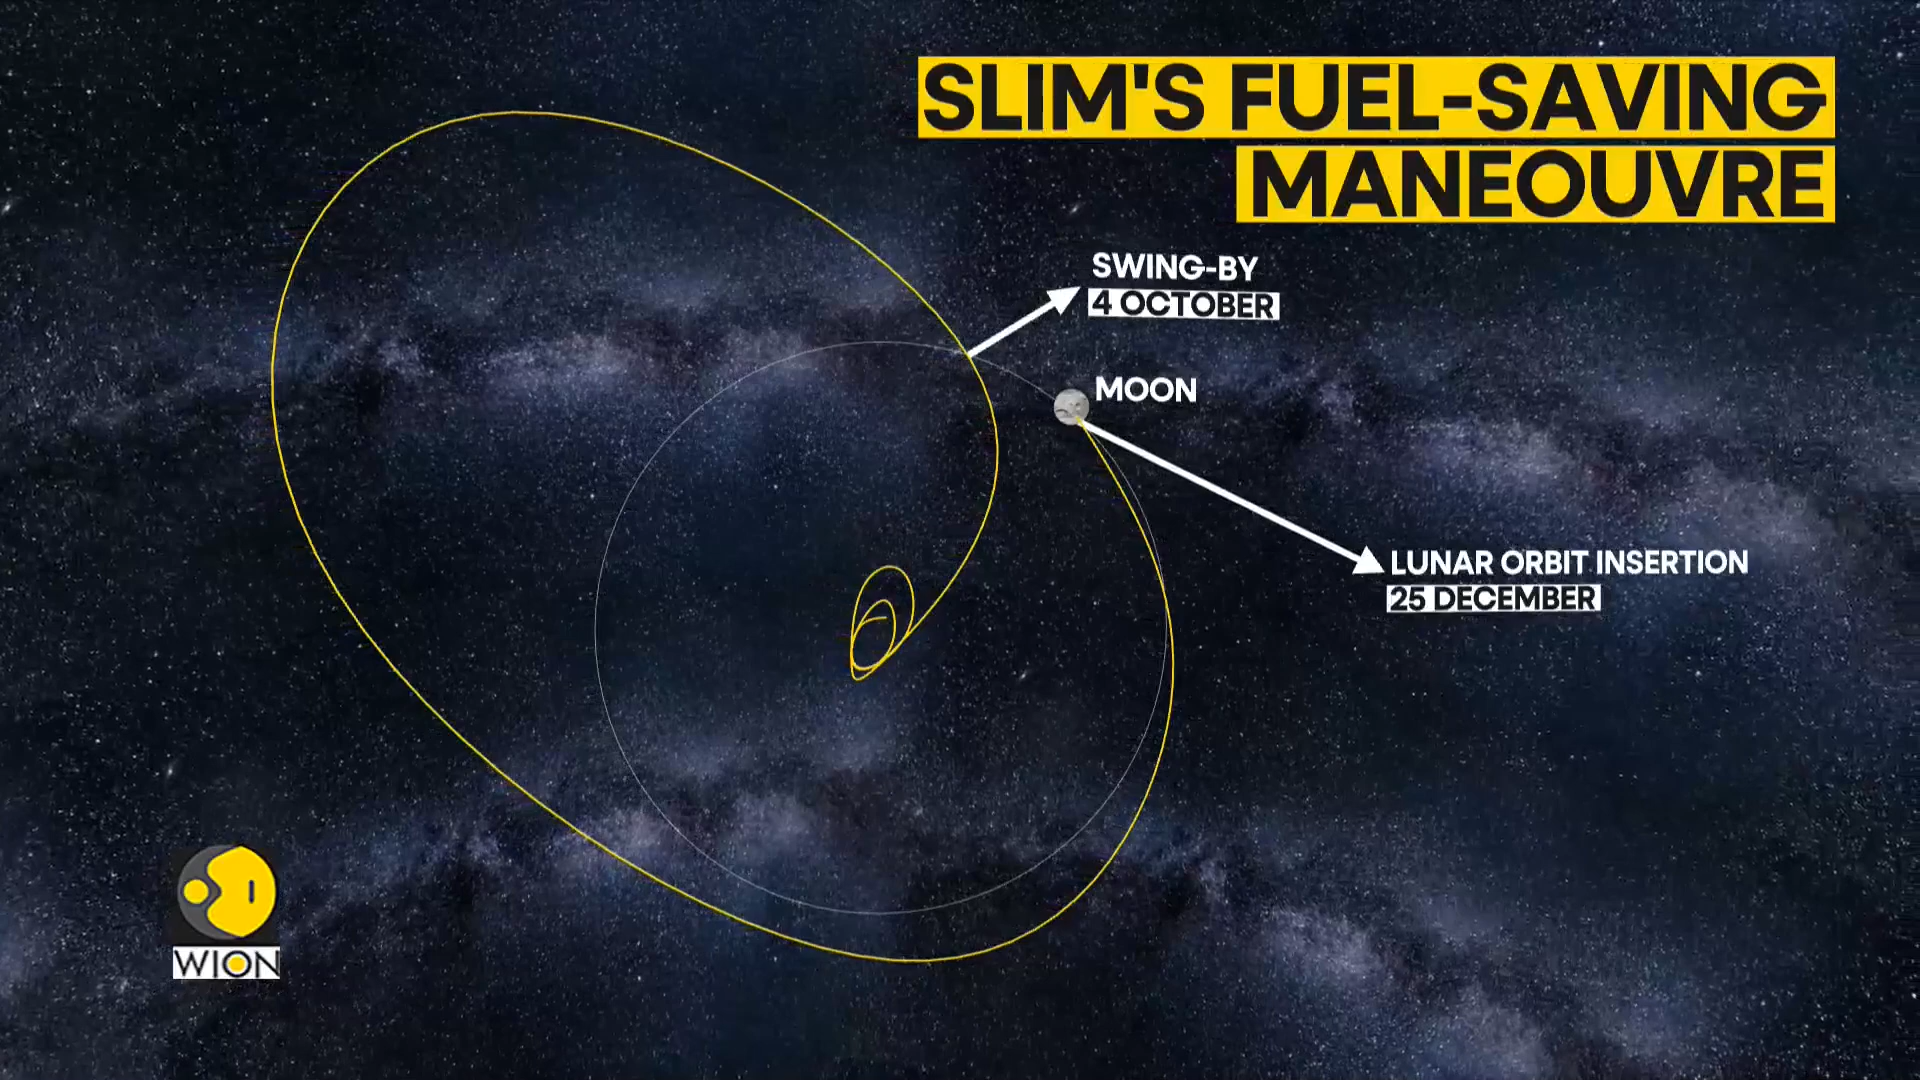 SLIM'S FUEL-SAVING
MANEOUVRE
SWING-BY
4 OCTOBER
MOON
LUNAR ORBIT INSERTION
25 DECEMBER
WION